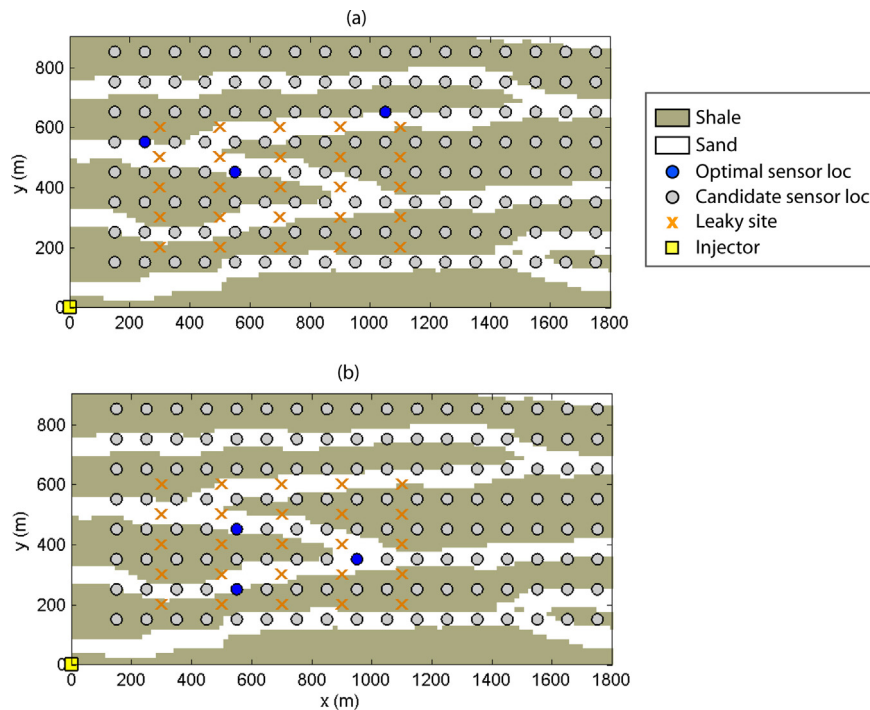 (a)
800
600
400
200
0
y (m)
0 200 400 600 800 1000 1200 1400 1600 1800
Shale
Sand
Optimal sensor loc
Candidate sensor loc
Leaky site
Injector
(b)
800
600
400
200
0
y (m)
0 200 400 600 800 1000 1200 1400 1600 1800
x (m)